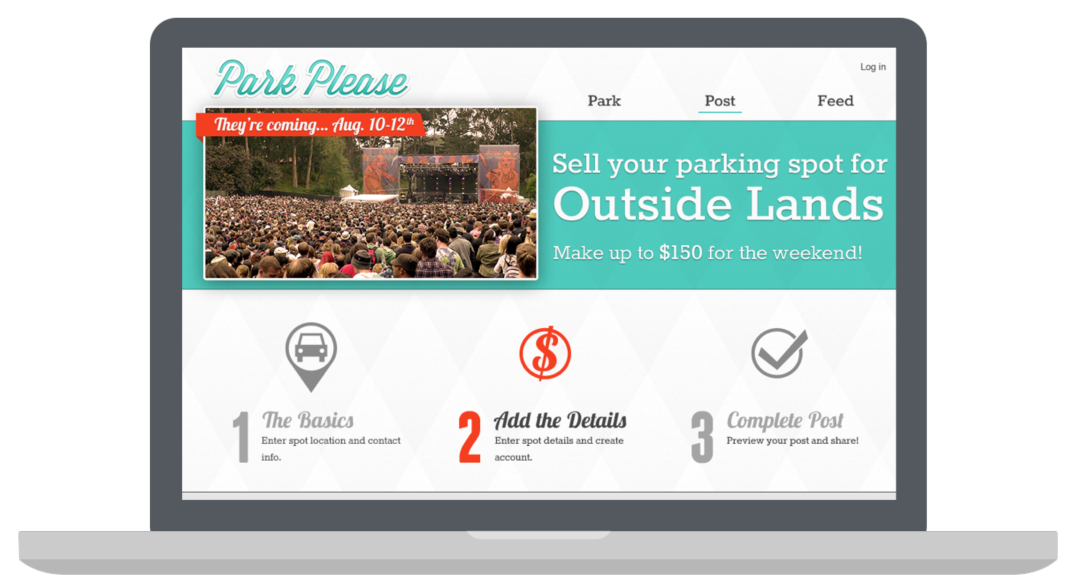 Park Please
Log in
Park Post Feed
They're coming... Aug. 10-12th
Sell your parking spot for
Outside Lands
Make up to $150 for the weekend!
$
1 The Basics
Enter spot location and contact
info.
2 Add the Details
Enter spot details and create
account.
3 Complete Post
Preview your post and share!